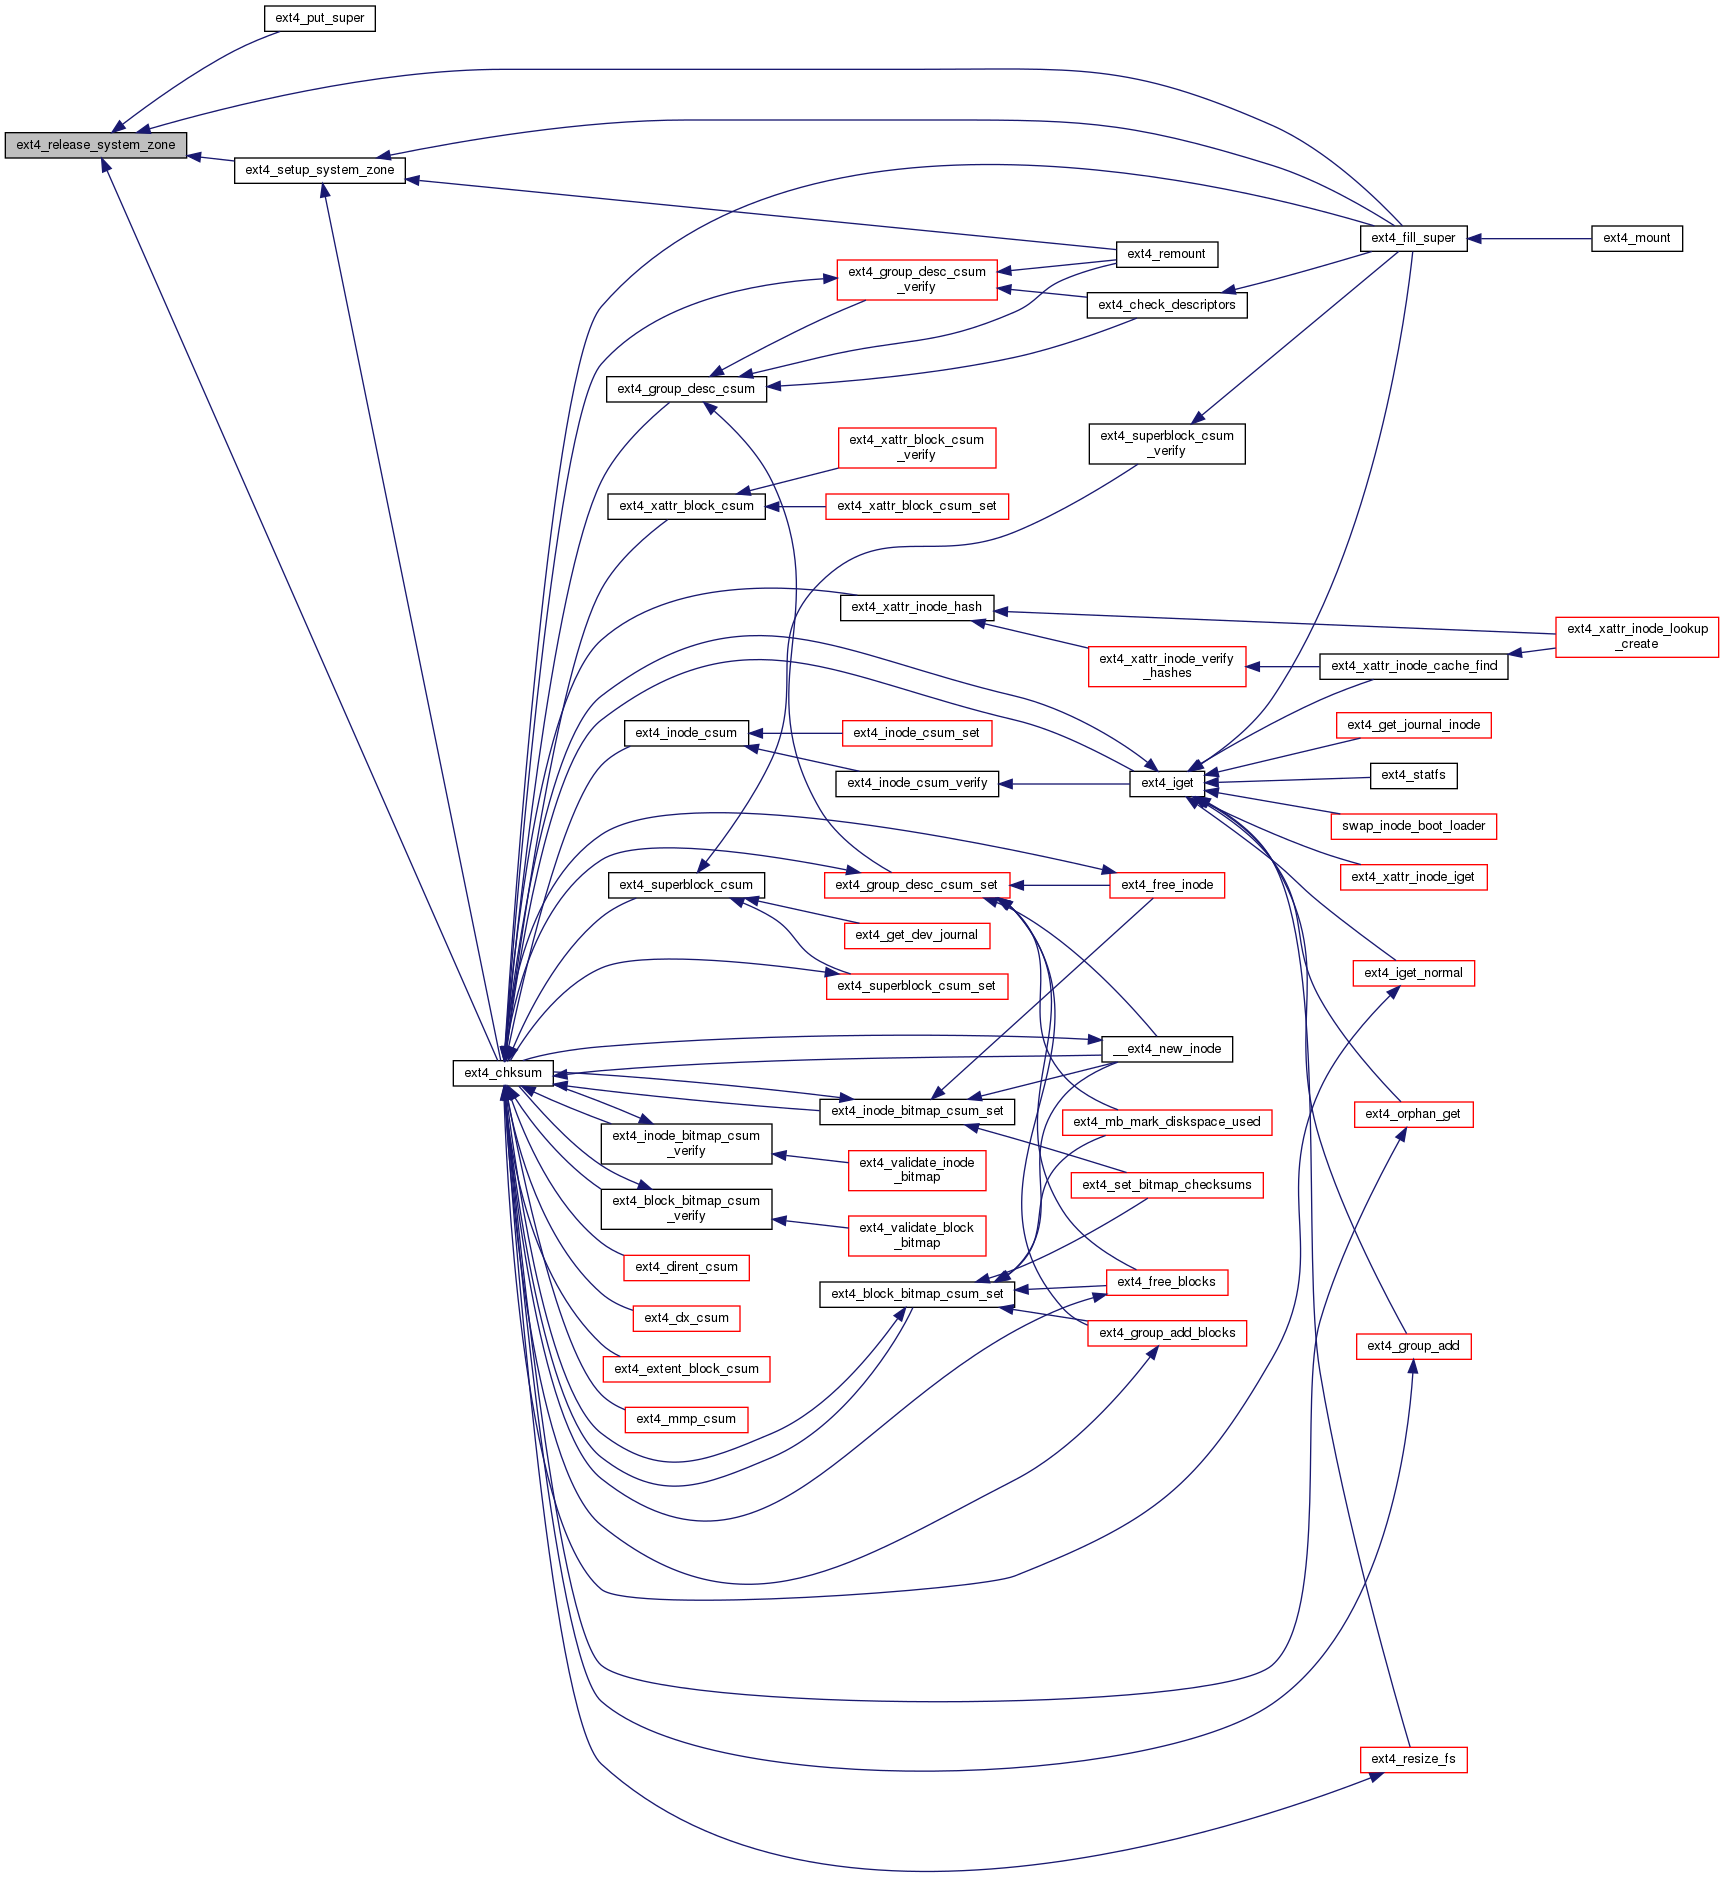 ext4_put_super
ext4_release_system_zone
ext4_setup_system_zone
ext4_fill_super
ext4_mount
ext4_remount
ext4_group_desc_csum
_verify
ext4_check_descriptors
ext4_group_desc_csum
ext4_xattr_block_csum
_verify
ext4_superblock_csum
_verify
ext4_xattr_block_csum
ext4_xattr_block_csum_set
ext4_xattr_inode_hash
ext4_xattr_inode_lookup
_create
ext4_xattr_inode_verify
_hashes
ext4_xattr_inode_cache_find
ext4_inode_csum
ext4_inode_csum_set
ext4_get_journal_inode
ext4_inode_csum_verify
ext4_iget
ext4_statfs
swap_inode_boot_loader
ext4_xattr_inode_iget
ext4_superblock_csum
ext4_group_desc_csum_set
ext4_free_inode
ext4_get_dev_journal
ext4_iget_normal
ext4_superblock_csum_set
__ext4_new_inode
ext4_chksum
ext4_inode_bitmap_csum_set
ext4_orphan_get
ext4_mb_mark_diskspace_used
ext4_inode_bitmap_csum
_verify
ext4_validate_inode
_bitmap
ext4_set_bitmap_checksums
ext4_block_bitmap_csum
_verify
ext4_validate_block
_bitmap
ext4_dirent_csum
ext4_free_blocks
ext4_block_bitmap_csum_set
ext4_dx_csum
ext4_group_add_blocks
ext4_group_add
ext4_extent_block_csum
ext4_mmp_csum
ext4_resize_fs